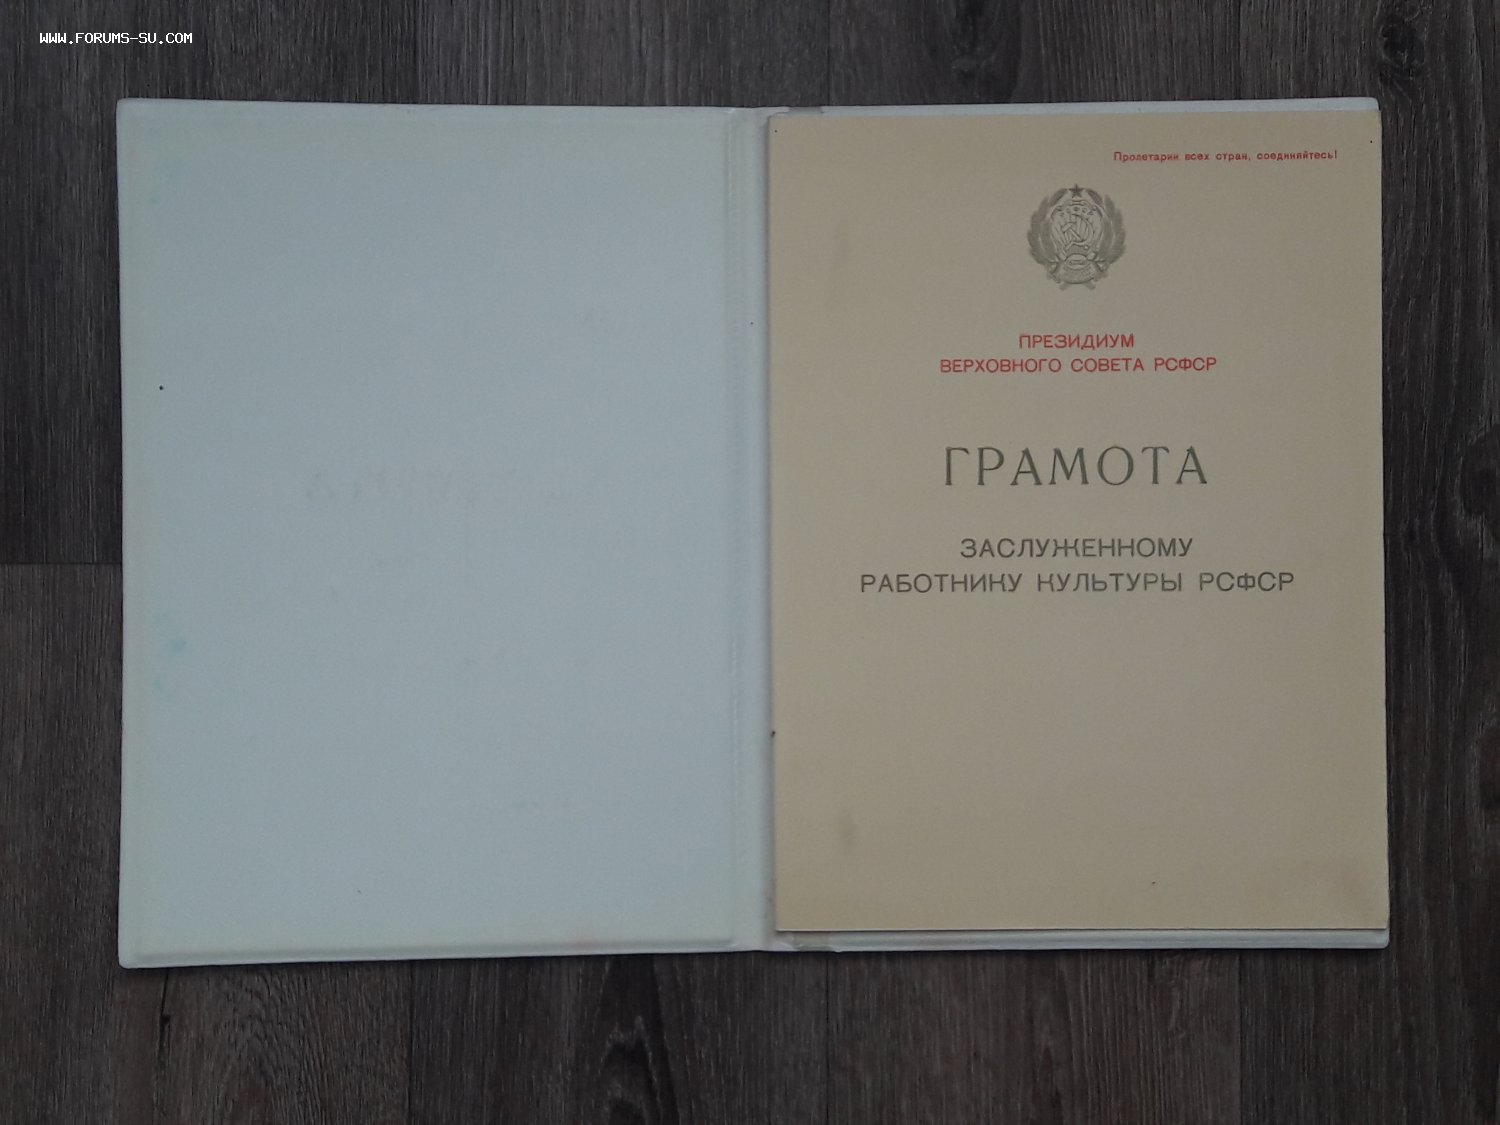 WWW.FORUMS-SU.COM
Пролетарии всех стран, соединяйтесь!
ПРЕЗИДИУМ
ВЕРХОВНОГО СОВЕТА РСФСР
ГРАМОТА
ЗАСЛУЖЕННОМУ
РАБОТНИКУ КУЛЬТУРЫ РСФСР